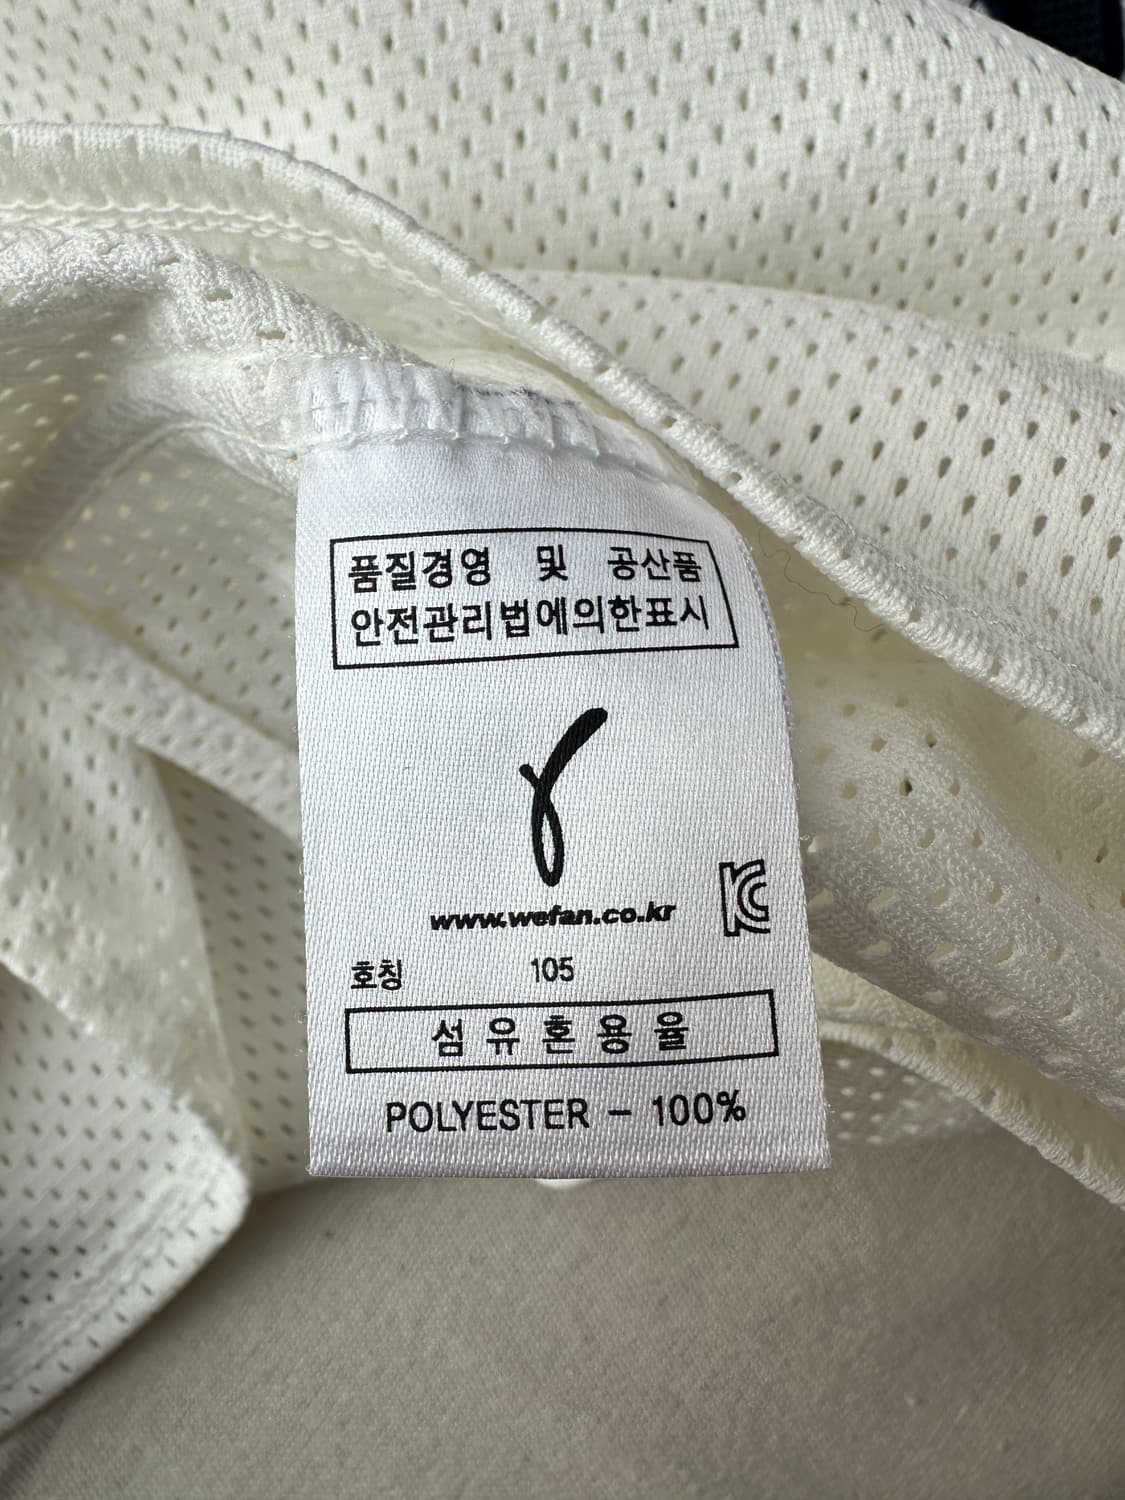 품질경영 및 공산품
안전관리법에의한표시
www.wefan.co.kr
KC
호칭 105
섬유혼용율
POLYESTER - 100%